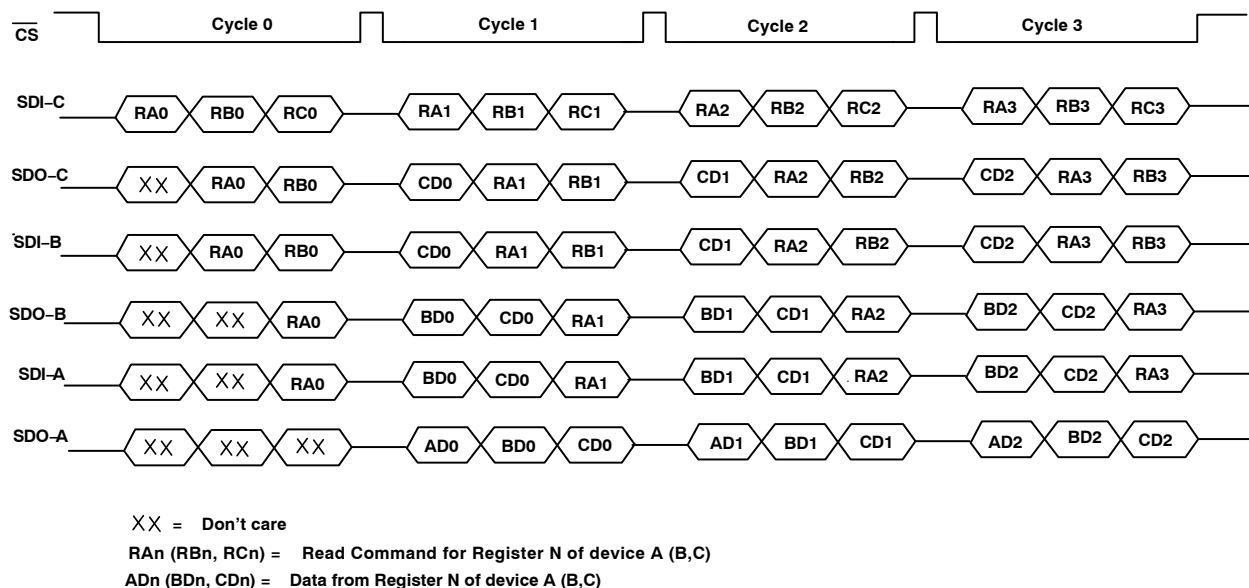 CS Cycle 0 Cycle 1 Cycle 2 Cycle 3
SDI–C RA0 RB0 RC0 RA1 RB1 RC1 RA2 RB2 RC2 RA3 RB3 RC3
SDO–C XX RA0 RB0 CD0 RA1 RB1 CD1 RA2 RB2 CD2 RA3 RB3
SDI–B XX RA0 RB0 CD0 RA1 RB1 CD1 RA2 RB2 CD2 RA3 RB3
SDO–B XX XX RA0 BD0 CD0 RA1 BD1 CD1 RA2 BD2 CD2 RA3
SDI–A XX XX RA0 BD0 CD0 RA1 BD1 CD1 RA2 BD2 CD2 RA3
SDO–A XX XX XX AD0 BD0 CD0 AD1 BD1 CD1 AD2 BD2 CD2
XX = Don't care
RAn (RBn, RCn) = Read Command for Register N of device A (B,C)
ADn (BDn, CDn) = Data from Register N of device A (B,C)